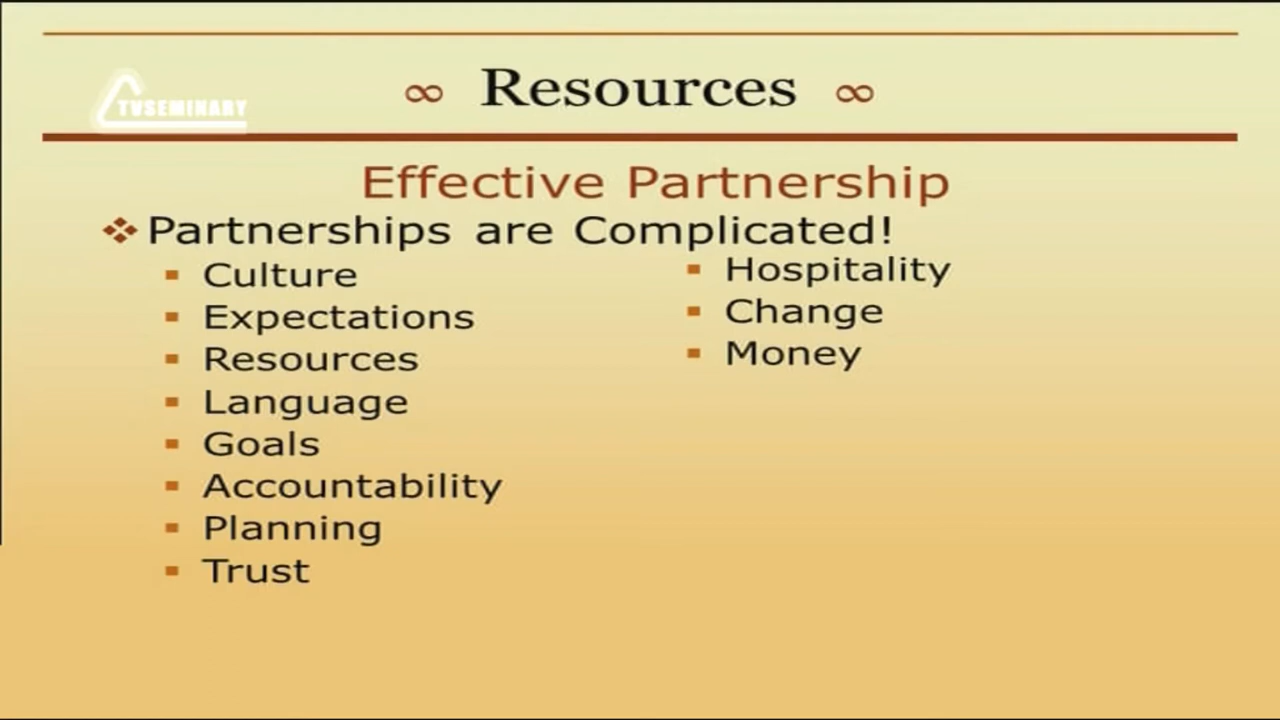 TVSEMINARY
∞ Resources ∞
Effective Partnership
Partnerships are Complicated!
Culture
Expectations
Resources
Language
Goals
Accountability
Planning
Trust
Hospitality
Change
Money